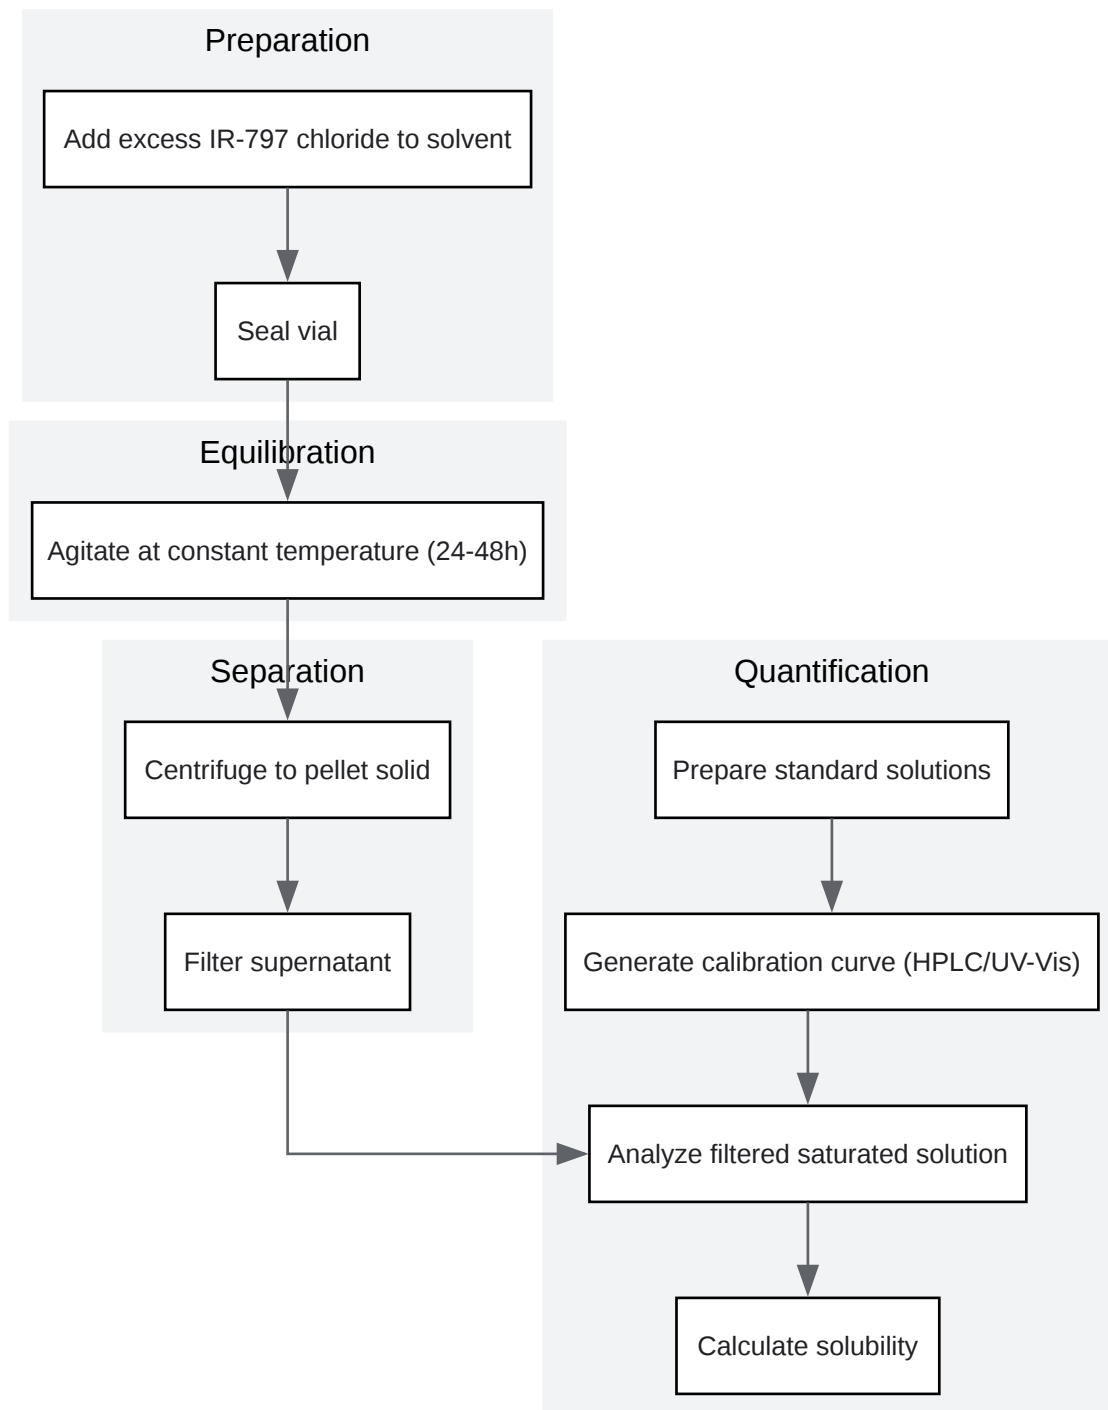 Preparation
Add excess IR-797 chloride to solvent
Seal vial
Equilibration
Agitate at constant temperature (24-48h)
Separation
Centrifuge to pellet solid
Filter supernatant
Quantification
Prepare standard solutions
Generate calibration curve (HPLC/UV-Vis)
Analyze filtered saturated solution
Calculate solubility